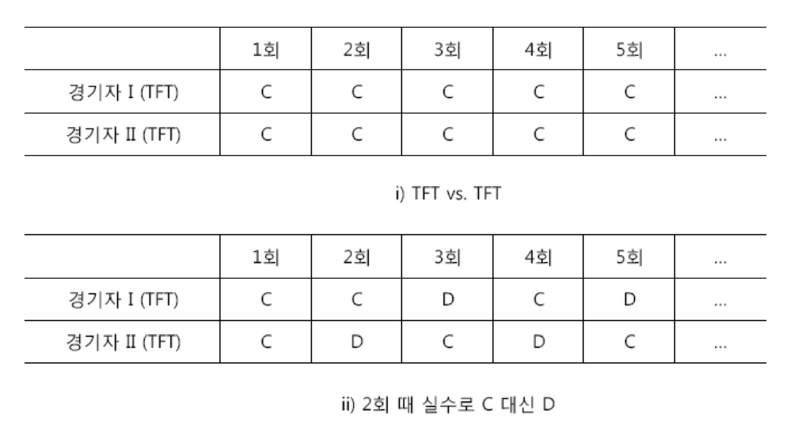 1회 2회 3회 4회 5회 ...
경기자 I (TFT) C C C C C ...
경기자 II (TFT) C C C C C ...
i) TFT vs. TFT
1회 2회 3회 4회 5회 ...
경기자 I (TFT) C C D C D ...
경기자 II (TFT) C D C D C ...
ii) 2회 때 실수로 C 대신 D